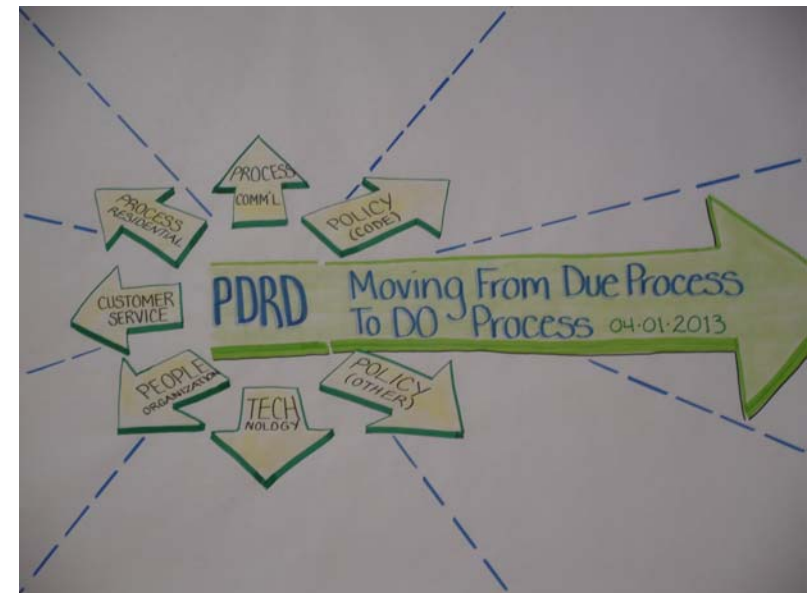 PROCESS
COMM'L
POLICY
(CODE)
PROCESS
RESIDENTIAL
CUSTOMER
SERVICE
PDRD
Moving From Due Process
To DO Process 04.01.2013
PEOPLE
ORGANIZATION
TECH
NOLOGY
POLICY
(OTHER)